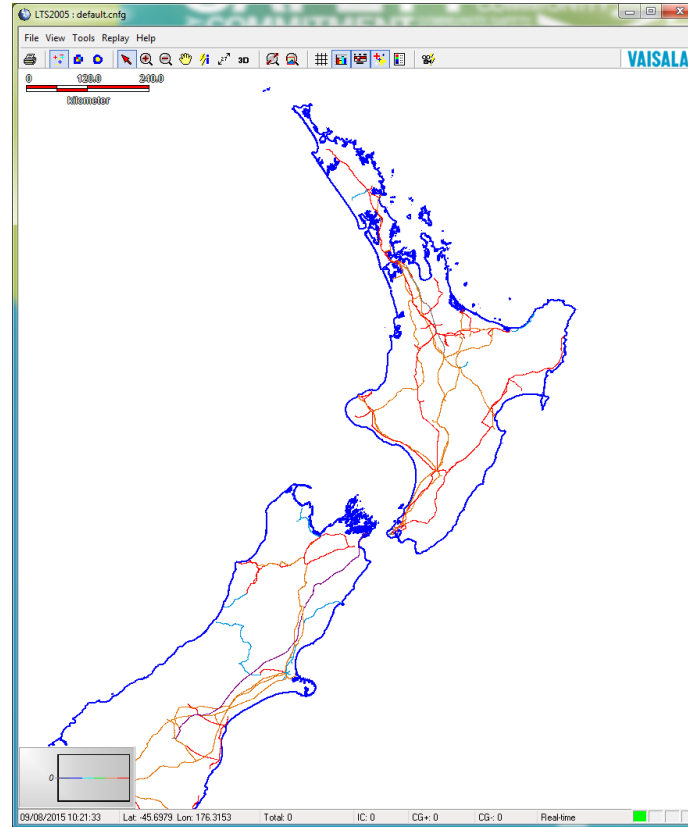 COMMITMENT
LTS2005 : default.cnfg
File View Tools Replay Help
3D
VAISALA
0 120.0 240.0
kilometer
0
09/08/2015 10:21:33 Lat: -45.6979 Lon: 176.3153 Total: 0 IC: 0 CG+: 0 CG-: 0 Real-time